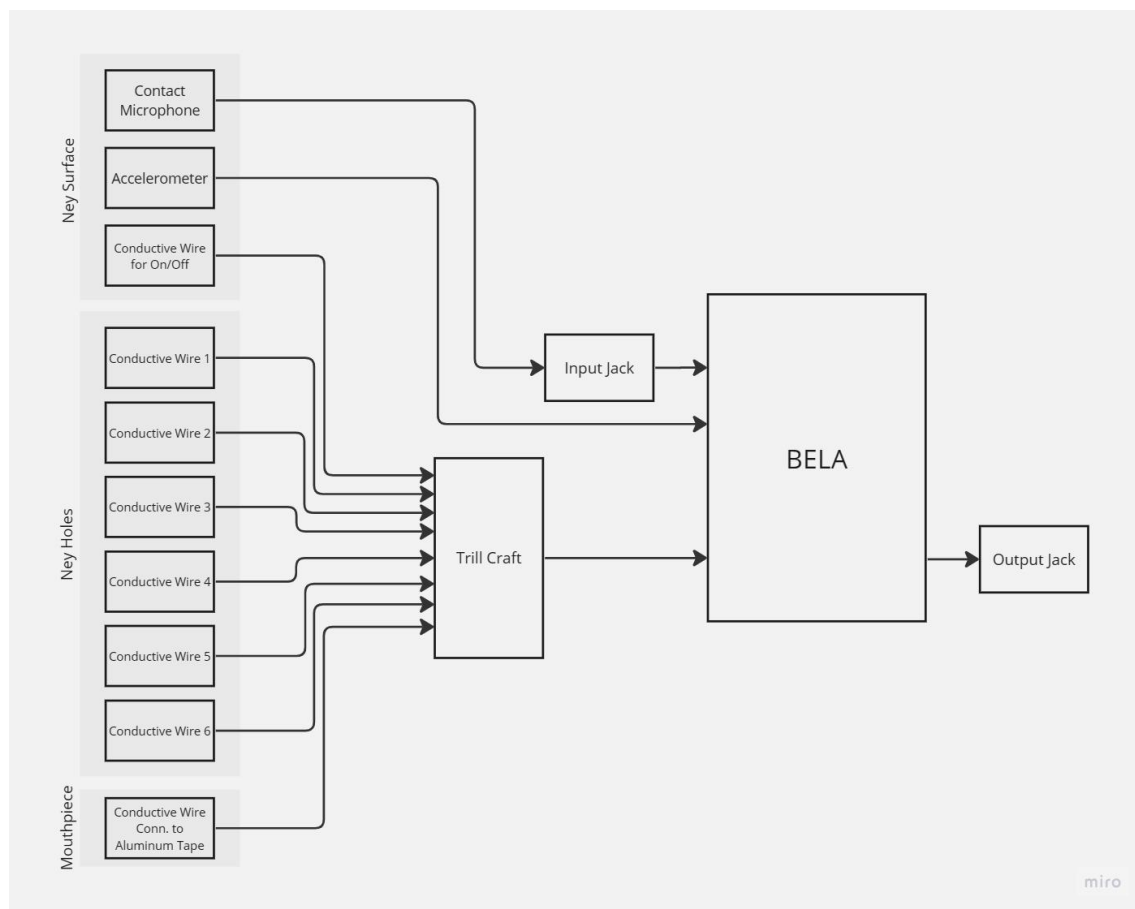 Ney Surface
Contact
Microphone
Accelerometer
Conductive Wire
for On/Off
Ney Holes
Conductive Wire 1
Conductive Wire 2
Conductive Wire 3
Conductive Wire 4
Conductive Wire 5
Conductive Wire 6
Mouthpiece
Conductive Wire
Conn. to
Aluminum Tape
Input Jack
Trill Craft
BELA
Output Jack
miro